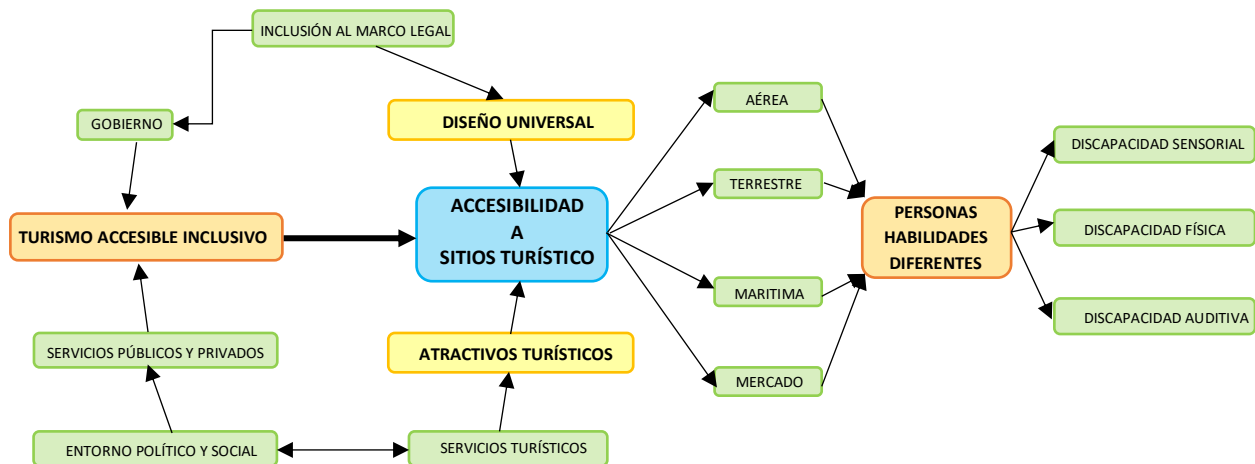 INCLUSIÓN AL MARCO LEGAL
GOBIERNO
DISEÑO UNIVERSAL
TURISMO ACCESIBLE INCLUSIVO
ACCESIBILIDAD
A
SITIOS TURÍSTICO
SERVICIOS PÚBLICOS Y PRIVADOS
ATRACTIVOS TURÍSTICOS
ENTORNO POLÍTICO Y SOCIAL
SERVICIOS TURÍSTICOS
AÉREA
TERRESTRE
MARITIMA
MERCADO
PERSONAS
HABILIDADES
DIFERENTES
DISCAPACIDAD SENSORIAL
DISCAPACIDAD FÍSICA
DISCAPACIDAD AUDITIVA